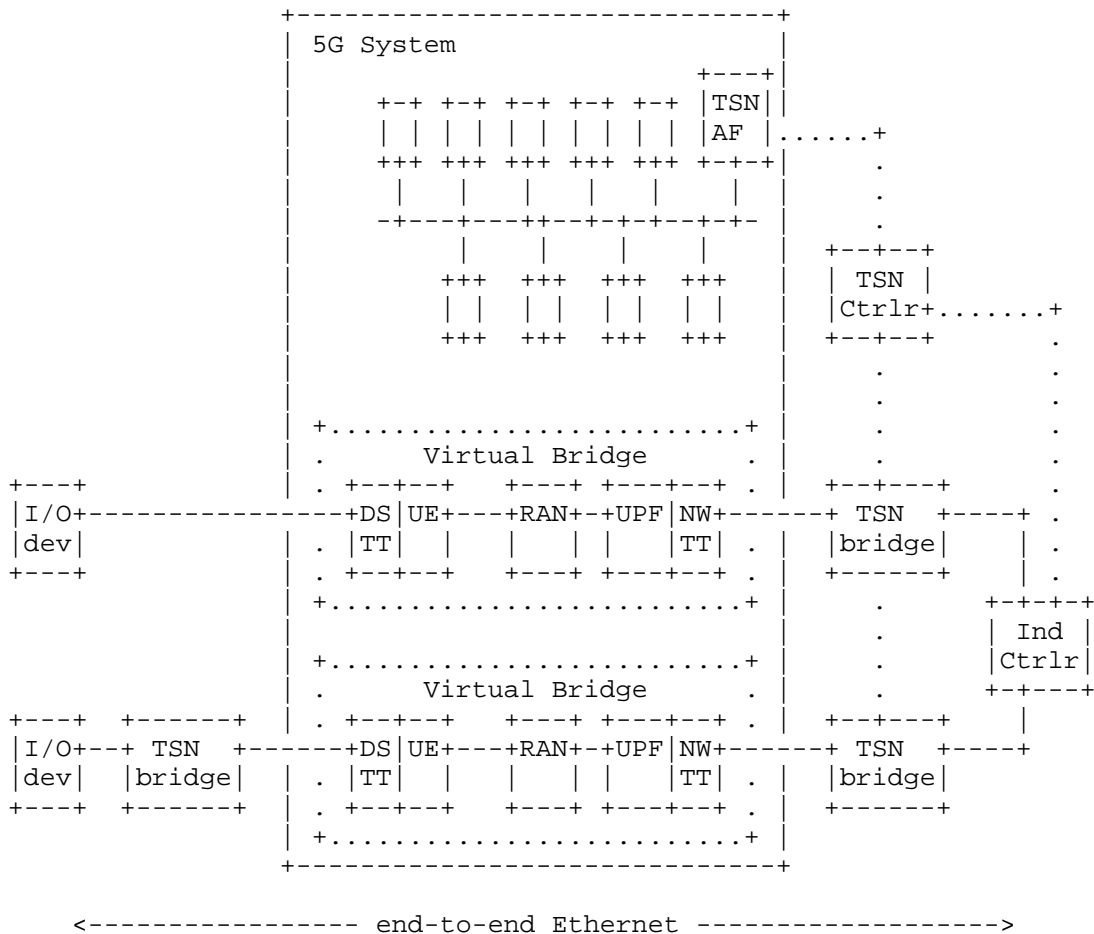 5G System
TSN
AF
TSN
Ctrlr
Virtual Bridge
I/O DS UE RAN UPF NW TSN
dev TT TT bridge
Ind
Ctrlr
Virtual Bridge
I/O TSN DS UE RAN UPF NW TSN
dev bridge TT TT bridge
end-to-end Ethernet